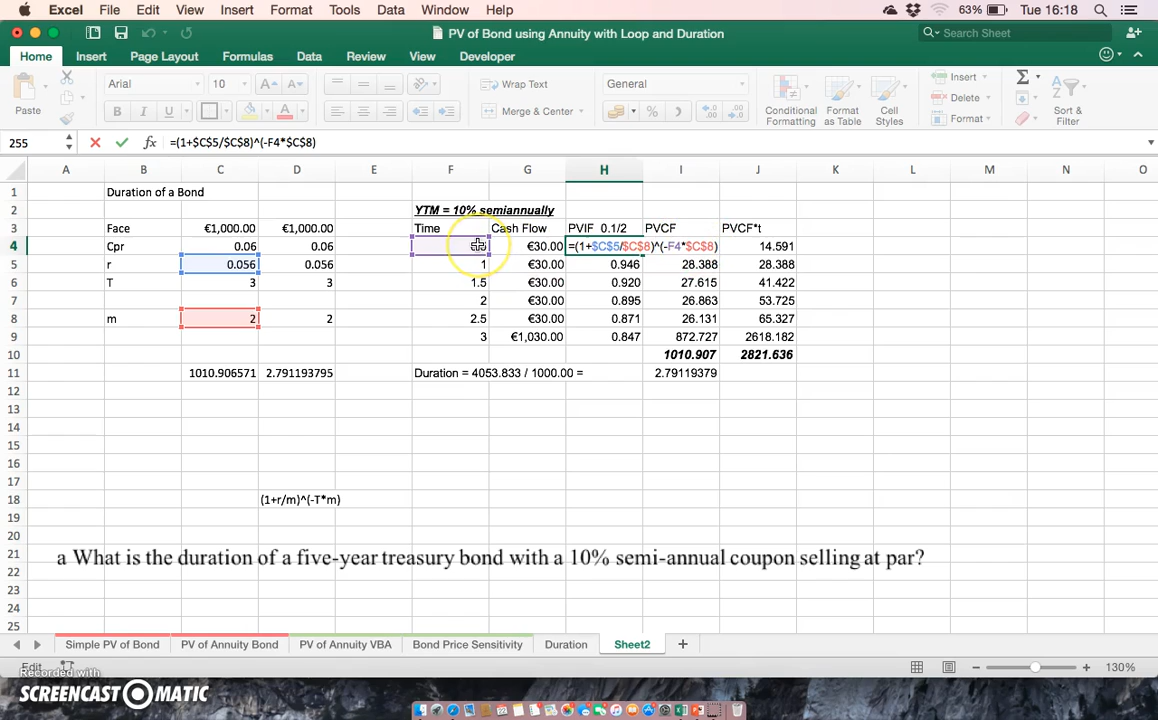 Excel File Edit View Insert Format Tools Data Window Help 63% Tue 16:18
PV of Bond using Annuity with Loop and Duration
Search Sheet
Home Insert Page Layout Formulas Data Review View Developer
Paste Arial 10 Wrap Text General Conditional Formatting Format as Table Cell Styles Insert Sort & Filter
B I U A Merge & Center % Delete
Format
255 fx =(1+$C$5/$C$8)^(-F4*$C$8)
A B C D E F G H I J K L M N O
1 Duration of a Bond
2 YTM = 10% semiannually
3 Face €1,000.00 €1,000.00 Time Cash Flow PVIF 0.1/2 PVCF PVCF*t
4 Cpr 0.06 0.06 €30.00 =(1+$C$5/$C$8)^(-F4*$C$8) 14.591
5 r 0.056 0.056 1 €30.00 0.946 28.388 28.388
6 T 3 3 1.5 €30.00 0.920 27.615 41.422
7 2 €30.00 0.895 26.863 53.725
8 m 2 2 2.5 €30.00 0.871 26.131 65.327
9 3 €1,030.00 0.847 872.727 2618.182
10 1010.907 2821.636
11 1010.906571 2.791193795 Duration = 4053.833 / 1000.00 = 2.79119379
12
13
14
15
16
17
18 (1+r/m)^(-T*m)
19
20
21 a What is the duration of a five-year treasury bond with a 10% semi-annual coupon selling at par?
22
23
24
25
Simple PV of Bond PV of Annuity Bond PV of Annuity VBA Bond Price Sensitivity Duration Sheet2 +
Edit 130%
Recorded with
SCREENCAST MATIC